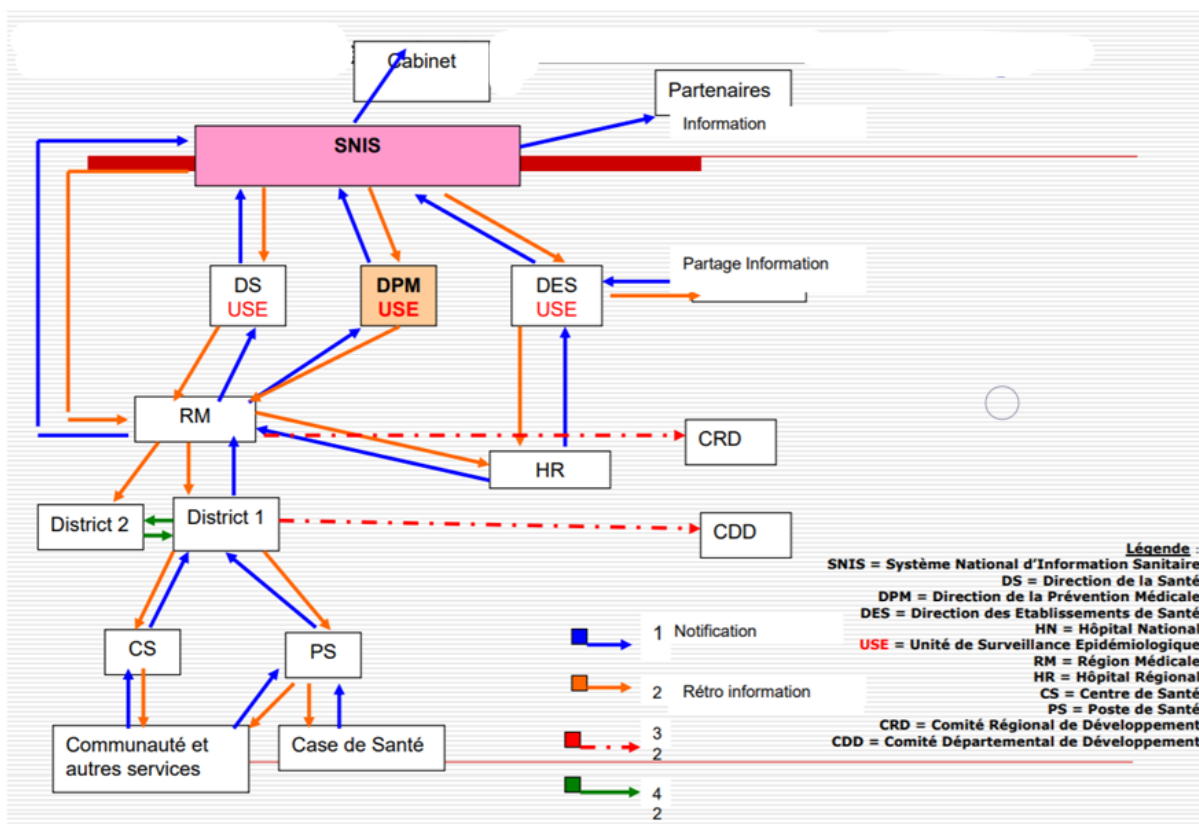 Cabinet
Partenaires
Information
SNIS
DS
USE
DPM
USE
DES
USE
Partage Information
RM
CRD
HR
District 2
District 1
CDD
CS
PS
Communauté et
autres services
Case de Santé
1 Notification
2 Rétro information
3
2
4
2
Légende :
SNIS = Système National d'Information Sanitaire
DS = Direction de la Santé
DPM = Direction de la Prévention Médicale
DES = Direction des Etablissements de Santé
HN = Hôpital National
USE = Unité de Surveillance Epidémiologique
RM = Région Médicale
HR = Hôpital Régional
CS = Centre de Santé
PS = Poste de Santé
CRD = Comité Régional de Développement
CDD = Comité Départemental de Développement